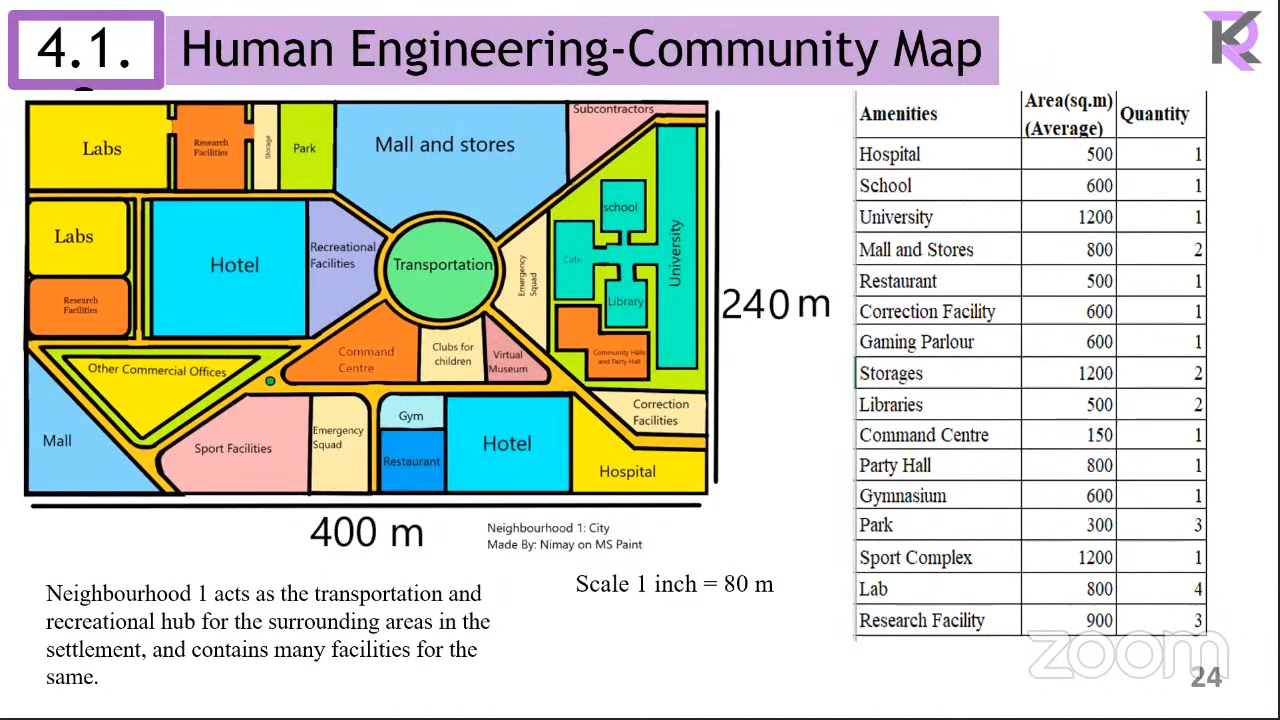 4.1.
Human Engineering-Community Map
Labs
Research
Facilities
Storage
Park
Mall and stores
Subcontractors
Labs
Research
Facilities
Hotel
Recreational
Facilities
Transportation
Emergency
Squad
school
Cafe
Library
University
Community Halls
and Party Hall
Other Commercial Offices
Command
Centre
Clubs for
children
Virtual
Museum
Mall
Sport Facilities
Emergency
Squad
Gym
Restaurant
Hotel
Hospital
Correction
Facilities
240 m
400 m
Neighbourhood 1: City
Made By: Nimay on MS Paint
Scale 1 inch = 80 m
Neighbourhood 1 acts as the transportation and
recreational hub for the surrounding areas in the
settlement, and contains many facilities for the
same.
Amenities Area(sq.m) (Average) Quantity
Hospital 500 1
School 600 1
University 1200 1
Mall and Stores 800 2
Restaurant 500 1
Correction Facility 600 1
Gaming Parlour 600 1
Storages 1200 2
Libraries 500 2
Command Centre 150 1
Party Hall 800 1
Gymnasium 600 1
Park 300 3
Sport Complex 1200 1
Lab 800 4
Research Facility 900 3
zoom
24